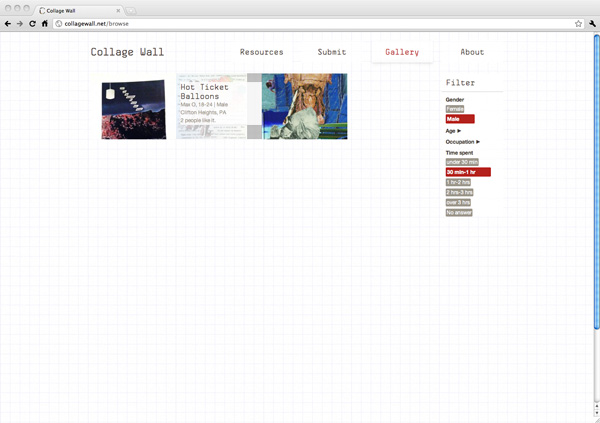 Collage Wall
collagewall.net/browse
Collage Wall
Resources
Submit
Gallery
About
Hot Ticket
Balloons
Max O, 18-24 | Male
Clifton Heights, PA
2 people like it.
Filter
Gender
Female
Male
Age ▶
Occupation ▶
Time spent
under 30 min
30 min-1 hr
1 hr-2 hrs
2 hrs-3 hrs
over 3 hrs
No answer